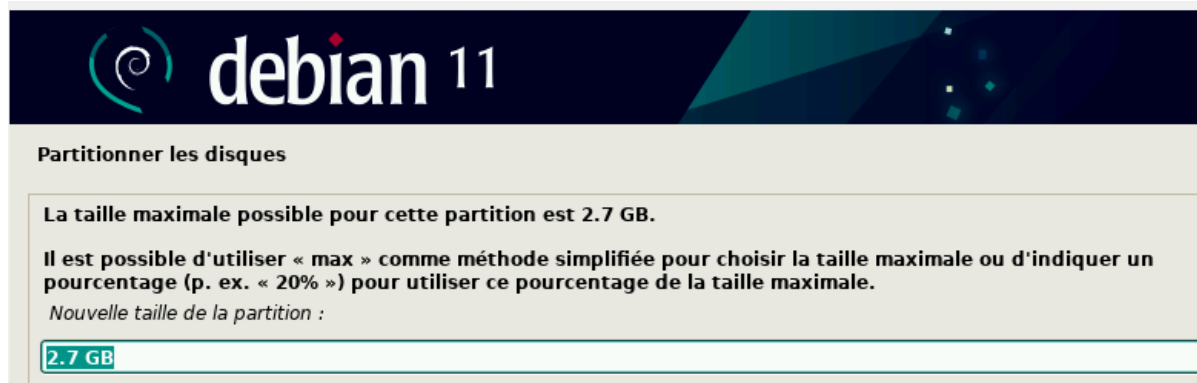 debian 11
Partitionner les disques
La taille maximale possible pour cette partition est 2.7 GB.
Il est possible d'utiliser « max » comme méthode simplifiée pour choisir la taille maximale ou d'indiquer un
pourcentage (p. ex. « 20% ») pour utiliser ce pourcentage de la taille maximale.
Nouvelle taille de la partition :
2.7 GB